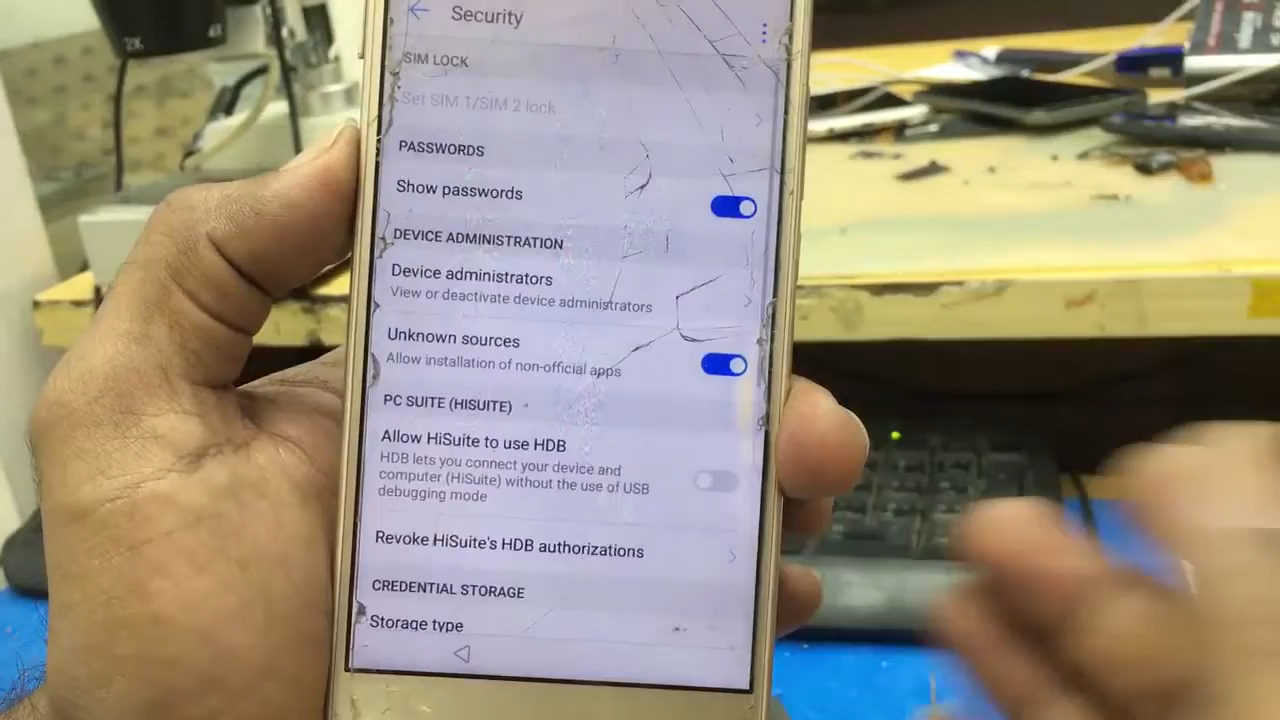 2X
Security
SIM LOCK
Set SIM 1/SIM 2 lock
PASSWORDS
Show passwords
DEVICE ADMINISTRATION
Device administrators
View or deactivate device administrators
Unknown sources
Allow installation of non-official apps
PC SUITE (HISUITE)
Allow HiSuite to use HDB
HDB lets you connect your device and
computer (HiSuite) without the use of USB
debugging mode
Revoke HiSuite's HDB authorizations
CREDENTIAL STORAGE
Storage type